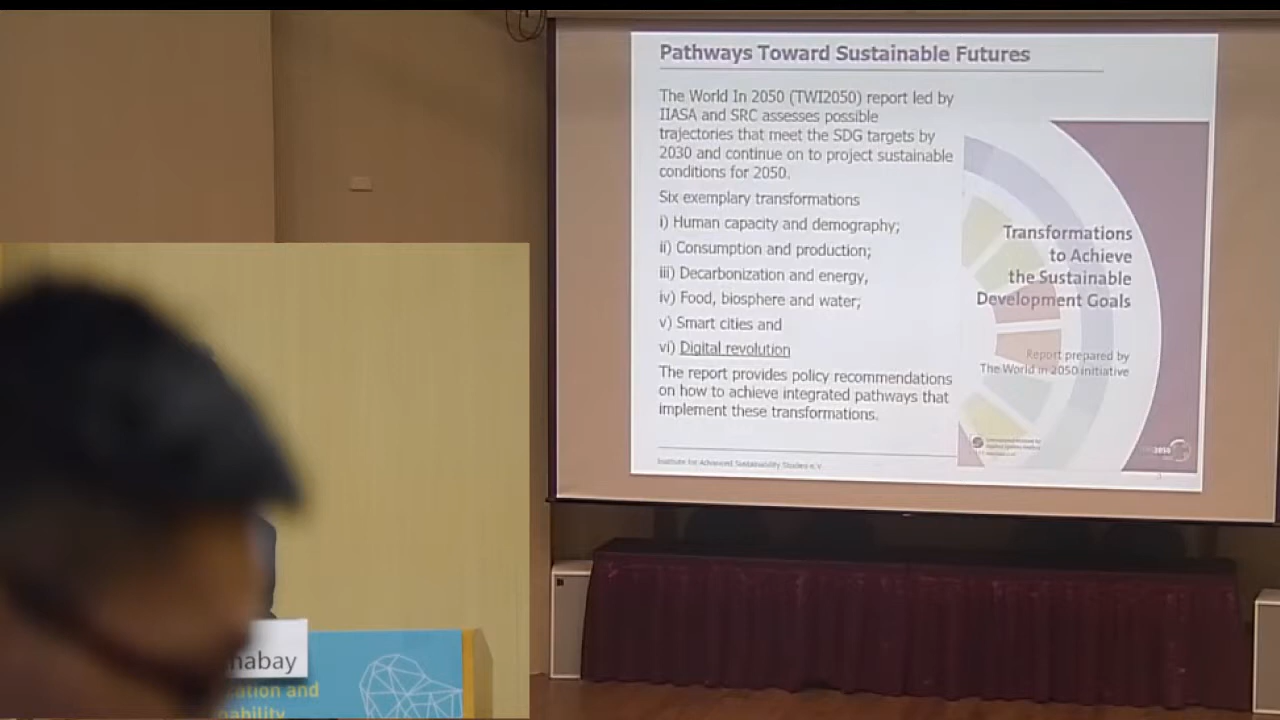 Pathways Toward Sustainable Futures
The World In 2050 (TWI2050) report led by
IIASA and SRC assesses possible
trajectories that meet the SDG targets by
2030 and continue on to project sustainable
conditions for 2050.
Six exemplary transformations
i) Human capacity and demography;
ii) Consumption and production;
iii) Decarbonization and energy,
iv) Food, biosphere and water;
v) Smart cities and
vi) Digital revolution
The report provides policy recommendations
on how to achieve integrated pathways that
implement these transformations.
Institute for Advanced Sustainability Studies e.V.
Transformations
to Achieve
the Sustainable
Development Goals
Report prepared by
The World in 2050 initiative
2050
nabay
ation and
nability